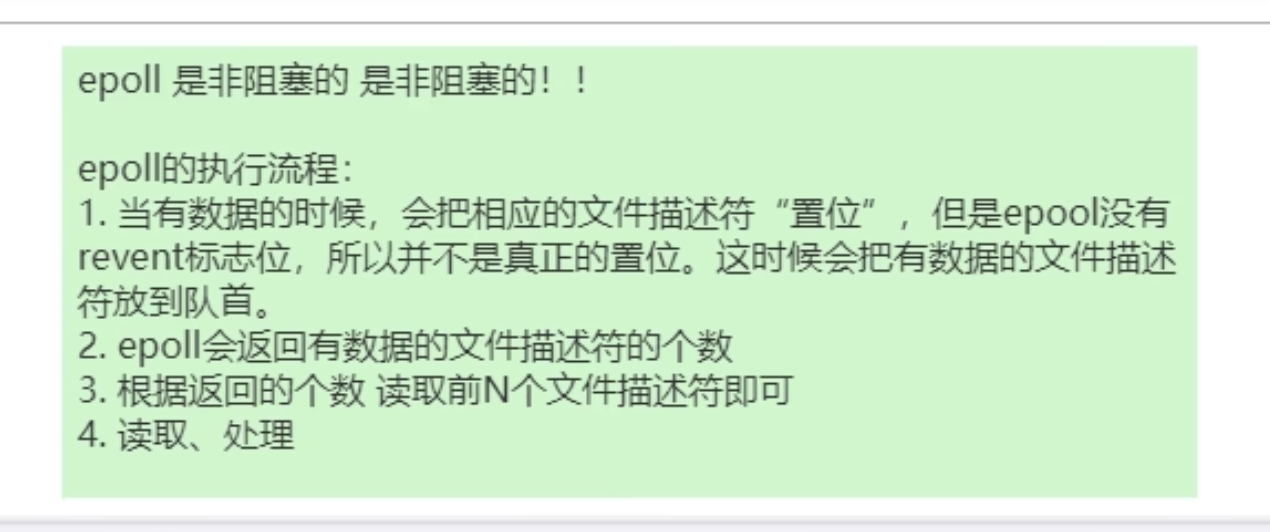 epoll 是非阻塞的 是非阻塞的！！
epoll的执行流程：
1. 当有数据的时候，会把相应的文件描述符“置位”，但是epool没有
revent标志位，所以并不是真正的置位。这时候会把有数据的文件描述
符放到队首。
2. epoll会返回有数据的文件描述符的个数
3. 根据返回的个数 读取前N个文件描述符即可
4. 读取、处理